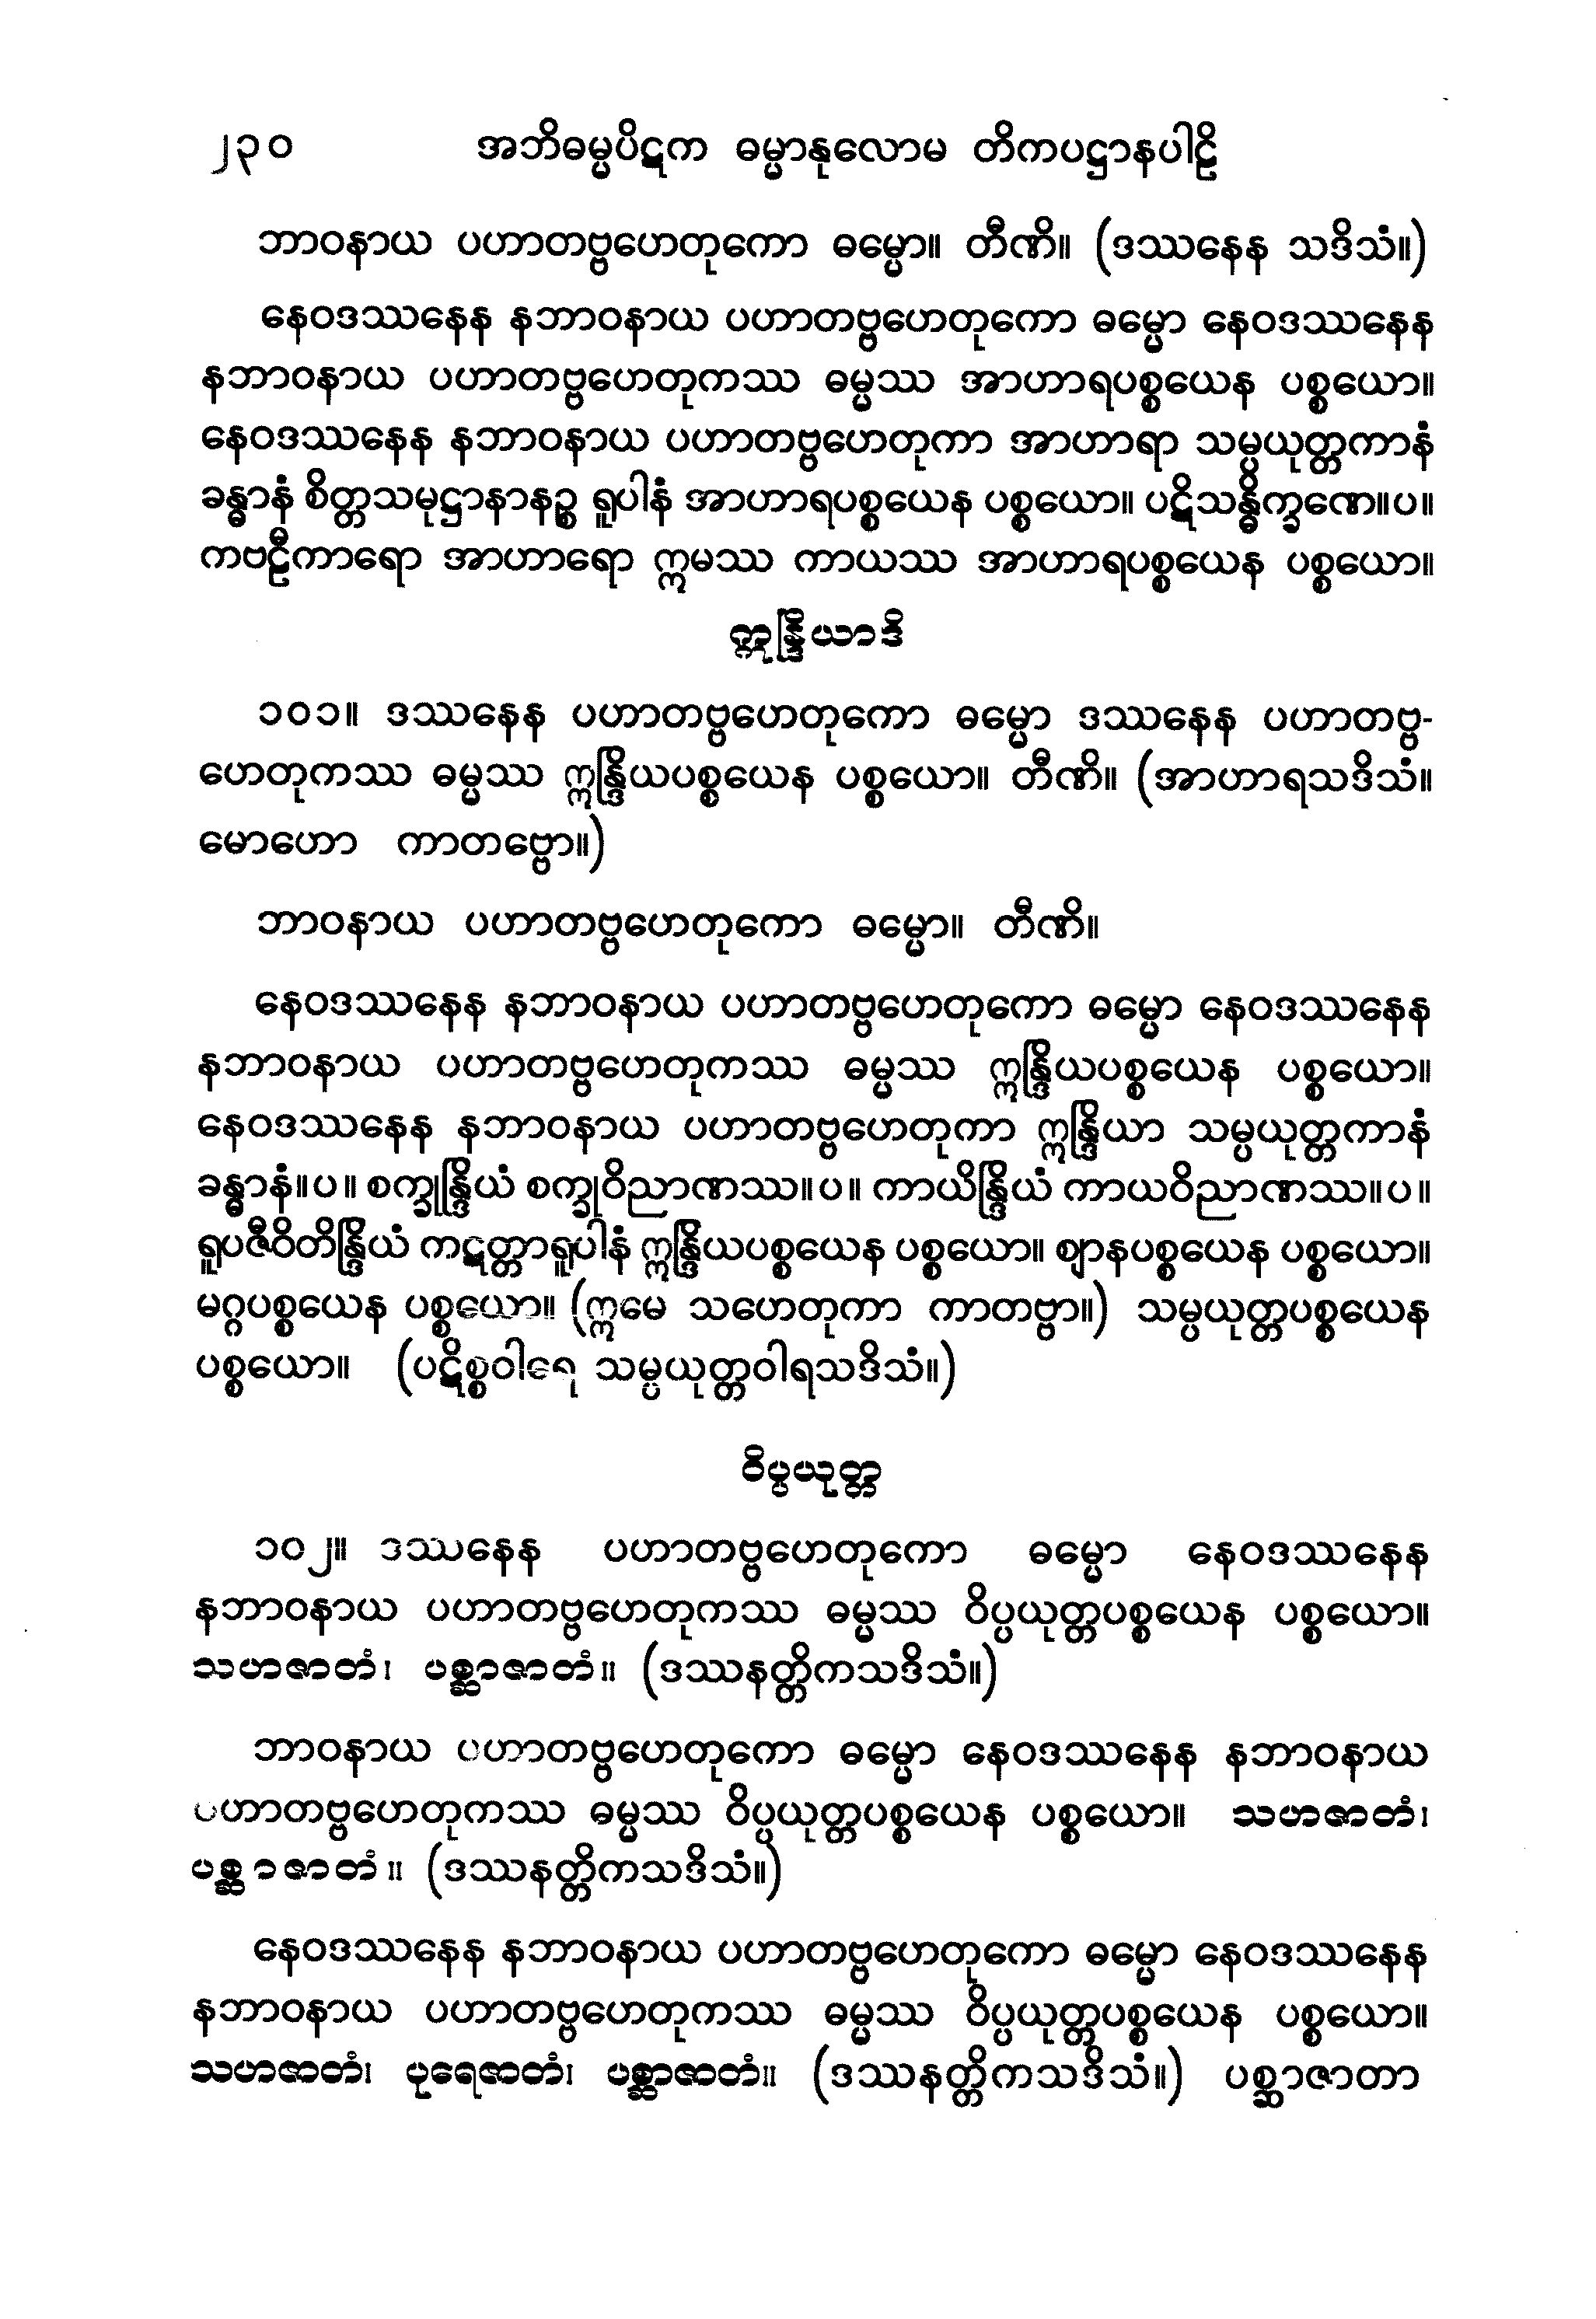 ၂၃၀ အဘိဓမ္မပိဋက ဓမ္မာနုလောမ တိကပဋ္ဌာနပါဠိ
ဘာဝနာယ ပဟာတဗ္ဗဟေတုကော ဓမ္မော။ တီဏိ။ (ဒဿနေန သဒိသံ။)
နေဝဒဿနေန နဘာဝနာယ ပဟာတဗ္ဗဟေတုကော ဓမ္မော နေဝဒဿနေန
နဘာဝနာယ ပဟာတဗ္ဗဟေတုကဿ ဓမ္မဿ အာဟာရပစ္စယေန ပစ္စယော။
နေဝဒဿနေန နဘာဝနာယ ပဟာတဗ္ဗဟေတုကာ အာဟာရာ သမ္ပယုတ္တကာနံ
ခန္ဓာနံ စိတ္တသမုဋ္ဌာနာနဉ္စ ရူပါနံ အာဟာရပစ္စယေန ပစ္စယော။ ပဋိသန္ဓိက္ခဏေ။ပ။
ကဗဠီကာရော အာဟာရော ဣမဿ ကာယဿ အာဟာရပစ္စယေန ပစ္စယော။
ဣန္ဒြိယာဒိ
၁၀၁။ ဒဿနေန ပဟာတဗ္ဗဟေတုကော ဓမ္မော ဒဿနေန ပဟာတဗ္ဗ-
ဟေတုကဿ ဓမ္မဿ ဣန္ဒြိယပစ္စယေန ပစ္စယော။ တီဏိ။ (အာဟာရသဒိသံ။
မောဟော ကာတဗ္ဗော။)
ဘာဝနာယ ပဟာတဗ္ဗဟေတုကော ဓမ္မော။ တီဏိ။
နေဝဒဿနေန နဘာဝနာယ ပဟာတဗ္ဗဟေတုကော ဓမ္မော နေဝဒဿနေန
နဘာဝနာယ ပဟာတဗ္ဗဟေတုကဿ ဓမ္မဿ ဣန္ဒြိယပစ္စယေန ပစ္စယော။
နေဝဒဿနေန နဘာဝနာယ ပဟာတဗ္ဗဟေတုကာ ဣန္ဒြိယာ သမ္ပယုတ္တကာနံ
ခန္ဓာနံ။ပ။ စက္ခုန္ဒြိယံ စက္ခုဝိညာဏဿ။ပ။ ကာယိန္ဒြိယံ ကာယဝိညာဏဿ။ပ။
ရူပဇီဝိတိန္ဒြိယံ ကဋတ္တာရူပါနံ ဣန္ဒြိယပစ္စယေန ပစ္စယော။ ဈာနပစ္စယေန ပစ္စယော။
မဂ္ဂပစ္စယေန ပစ္စယော။ (ဣမေ သဟေတုကာ ကာတဗ္ဗာ။) သမ္ပယုတ္တပစ္စယေန
ပစ္စယော။ (ပဋိစ္စဝါရေ သမ္ပယုတ္တဝါရသဒိသံ။)
ဝိပ္ပယုတ္တ
၁၀၂။ ဒဿနေန ပဟာတဗ္ဗဟေတုကော ဓမ္မော နေဝဒဿနေန
နဘာဝနာယ ပဟာတဗ္ဗဟေတုကဿ ဓမ္မဿ ဝိပ္ပယုတ္တပစ္စယေန ပစ္စယော။
သဟဇာတံ၊ ပစ္ဆာဇာတံ။ (ဒဿနတ္တိကသဒိသံ။)
ဘာဝနာယ ပဟာတဗ္ဗဟေတုကော ဓမ္မော နေဝဒဿနေန နဘာဝနာယ
ပဟာတဗ္ဗဟေတုကဿ ဓမ္မဿ ဝိပ္ပယုတ္တပစ္စယေန ပစ္စယော။ သဟဇာတံ၊
ပစ္ဆာဇာတံ။ (ဒဿနတ္တိကသဒိသံ။)
နေဝဒဿနေန နဘာဝနာယ ပဟာတဗ္ဗဟေတုကော ဓမ္မော နေဝဒဿနေန
နဘာဝနာယ ပဟာတဗ္ဗဟေတုကဿ ဓမ္မဿ ဝိပ္ပယုတ္တပစ္စယေန ပစ္စယော။
သဟဇာတံ၊ ပုရေဇာတံ၊ ပစ္ဆာဇာတံ။ (ဒဿနတ္တိကသဒိသံ။) ပစ္ဆာဇာတာ